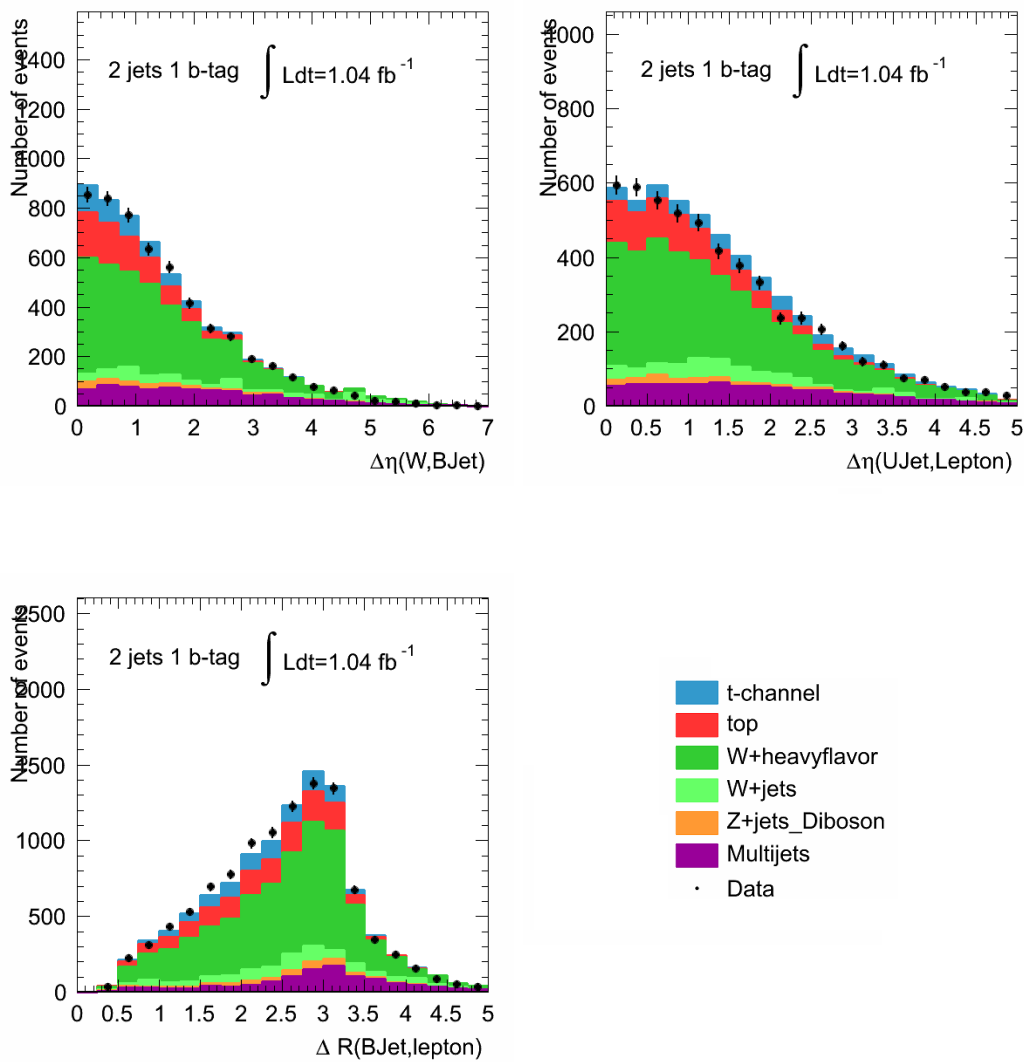 Number of events
2 jets 1 b-tag ∫ Ldt=1.04 fb⁻¹
1400
1200
1000
800
600
400
200
0
0 1 2 3 4 5 6 7
Δη(W,BJet)
Number of events
2 jets 1 b-tag ∫ Ldt=1.04 fb⁻¹
1000
800
600
400
200
0
0 0.5 1 1.5 2 2.5 3 3.5 4 4.5 5
Δη(UJet,Lepton)
Number of events
2 jets 1 b-tag ∫ Ldt=1.04 fb⁻¹
2500
2000
1500
1000
500
0
0 0.5 1 1.5 2 2.5 3 3.5 4 4.5 5
Δ R(BJet,lepton)
t-channel
top
W+heavyflavor
W+jets
Z+jets_Diboson
Multijets
Data